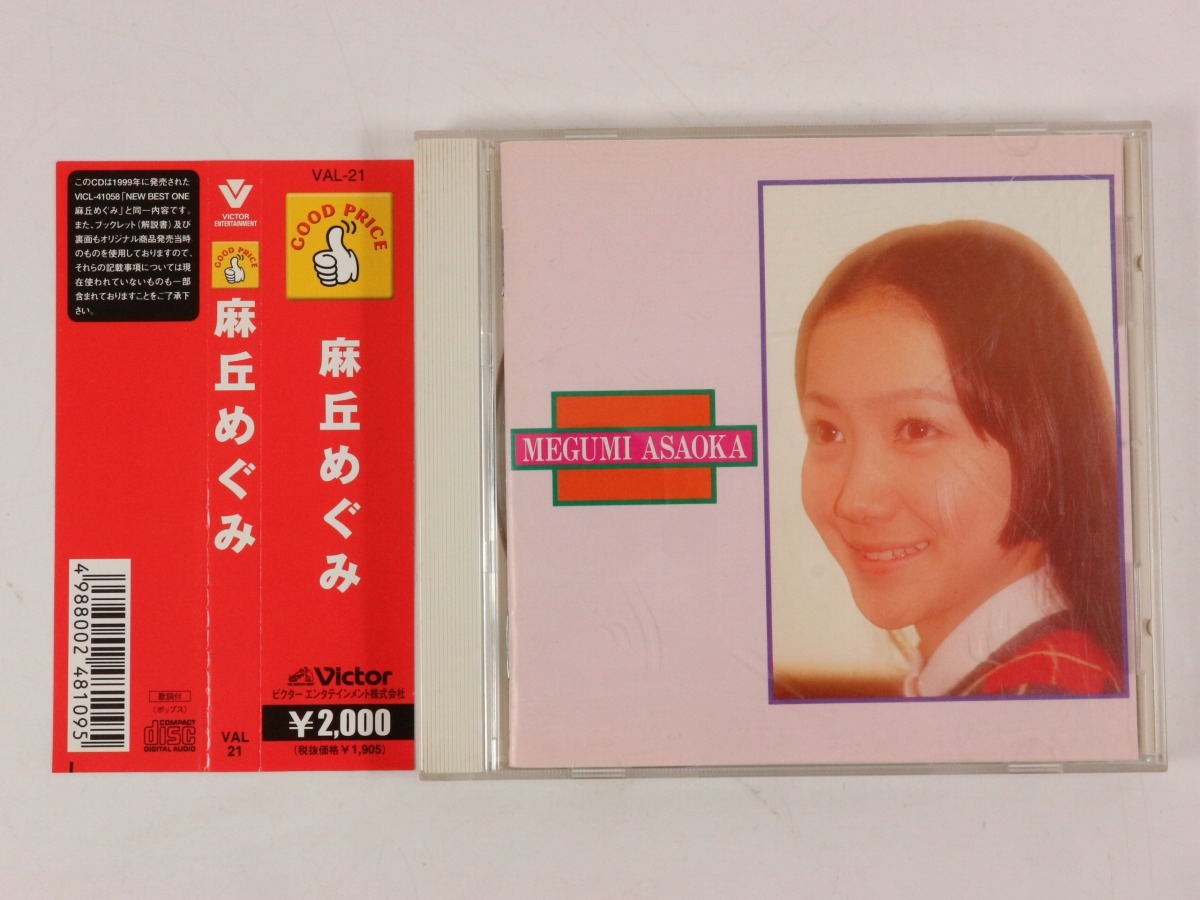 このCDは1999年に発売された
VICL-41058「NEW BEST ONE
麻丘めぐみ」と同一内容です。
また、ブックレット(解説書)及び
裏面もオリジナル商品発売当時
のものを使用しておりますので、
それらの記載事項については現
在使われていないものも一部
含まれておりますことをご了承下
さい。
4988002481095
歌詞付
(ポップス)
COMPACT
disc
DIGITAL AUDIO
VICTOR
ENTERTAINMENT
GOOD PRICE
麻丘めぐみ
VAL
21
VAL-21
GOOD PRICE
麻丘めぐみ
Victor
ビクター エンタテインメント株式会社
¥2,000
(税抜価格¥1,905)
MEGUMI ASAOKA